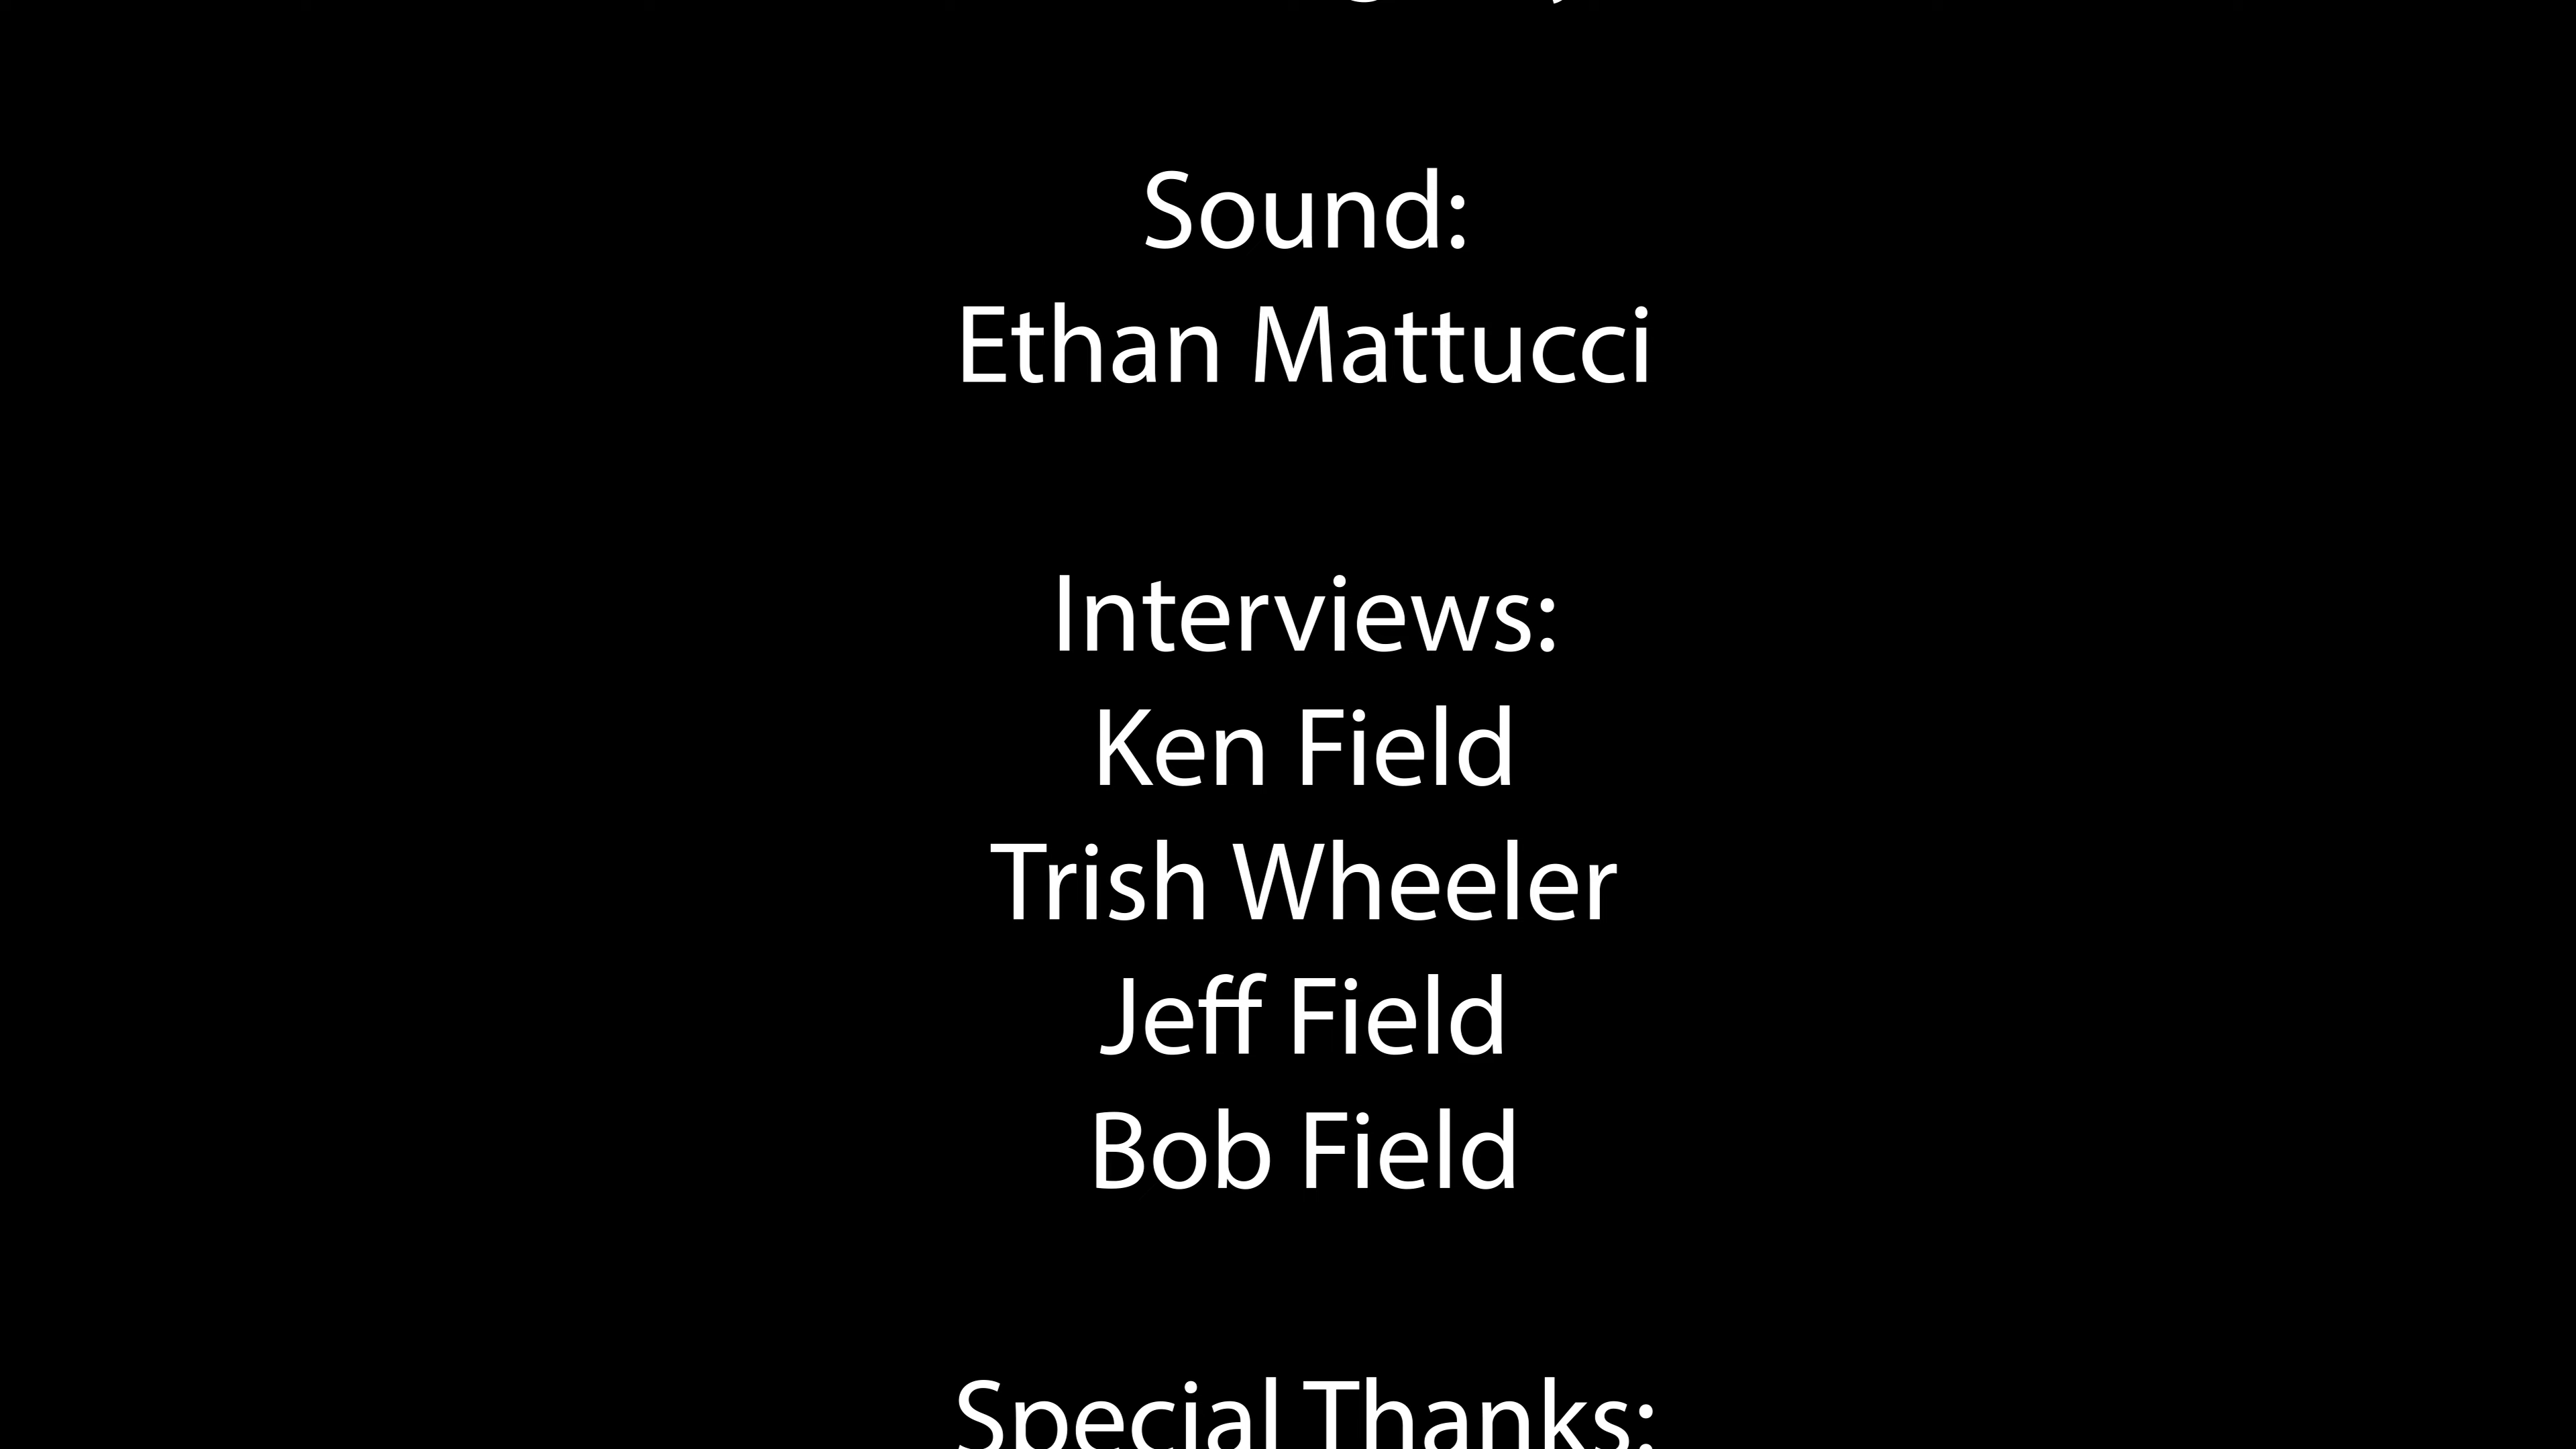 Sound:
Ethan Mattucci
Interviews:
Ken Field
Trish Wheeler
Jeff Field
Bob Field
Special Thanks: